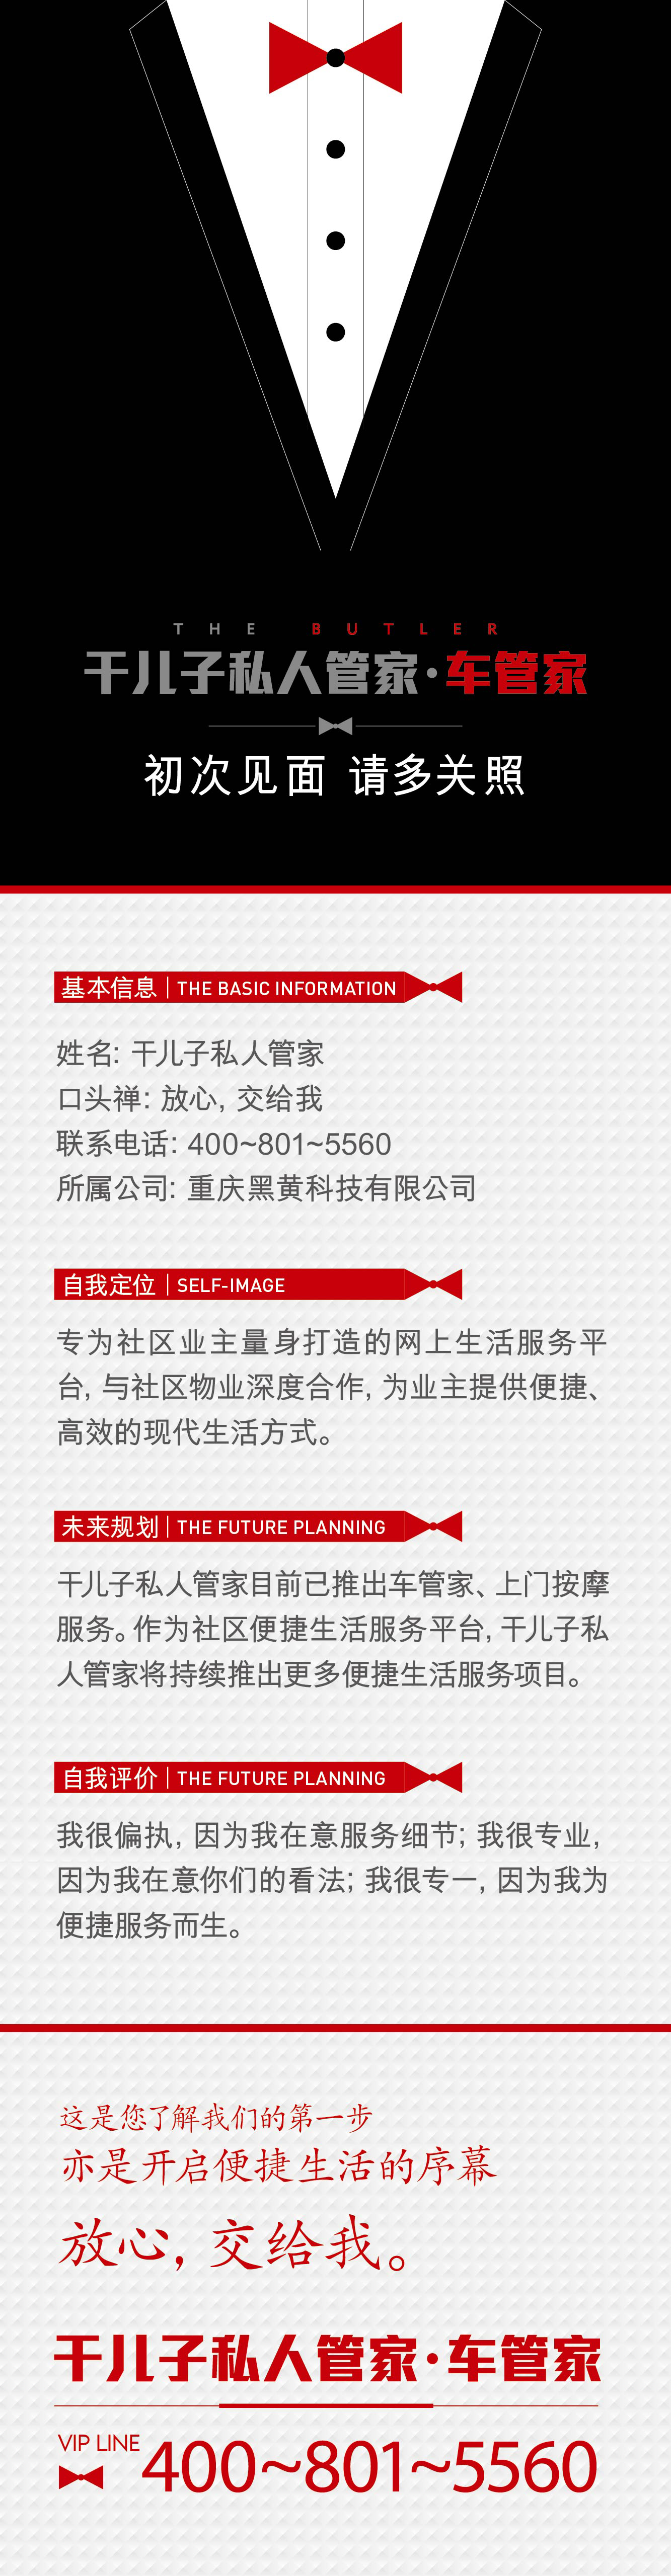 THE BUTLER
干儿子私人管家·车管家
初次见面 请多关照
基本信息 | THE BASIC INFORMATION
姓名: 干儿子私人管家
口头禅: 放心, 交给我
联系电话: 400~801~5560
所属公司: 重庆黑黄科技有限公司
自我定位 | SELF-IMAGE
专为社区业主量身打造的网上生活服务平
台, 与社区物业深度合作, 为业主提供便捷、
高效的现代生活方式。
未来规划 | THE FUTURE PLANNING
干儿子私人管家目前已推出车管家、上门按摩
服务。作为社区便捷生活服务平台, 干儿子私
人管家将持续推出更多便捷生活服务项目。
自我评价 | THE FUTURE PLANNING
我很偏执, 因为我在意服务细节; 我很专业,
因为我在意你们的看法; 我很专一, 因为我为
便捷服务而生。
这是您了解我们的第一步
亦是开启便捷生活的序幕
放心, 交给我。
干儿子私人管家·车管家
VIP LINE
400~801~5560